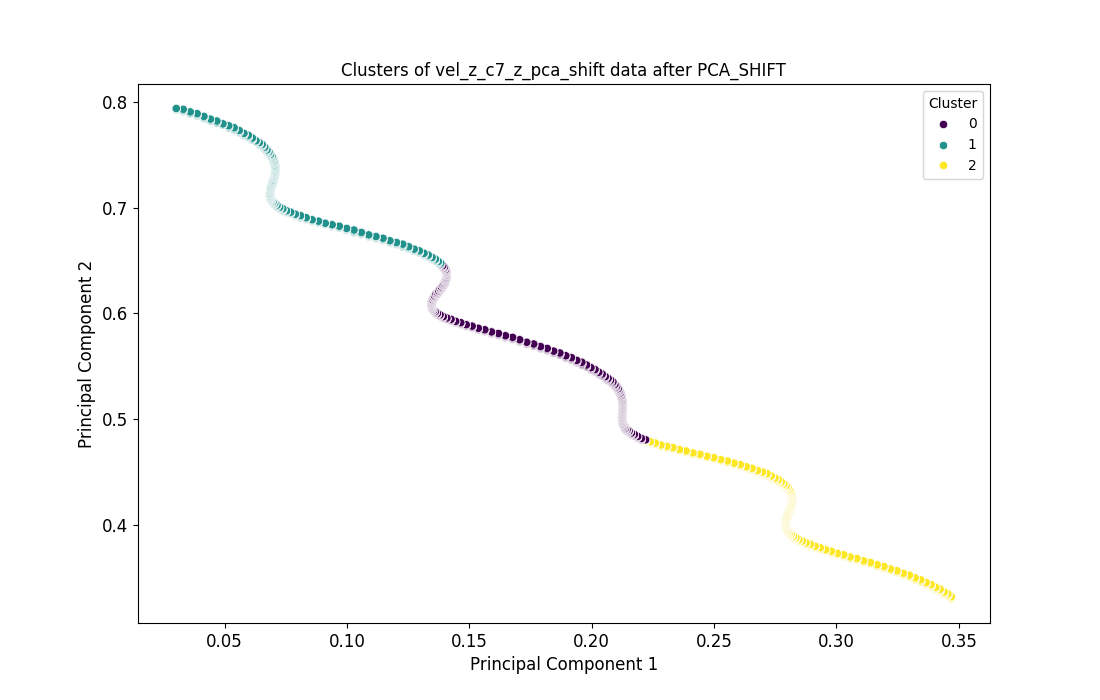 Clusters of vel_z_c7_z_pca_shift data after PCA_SHIFT
Cluster
0
1
2
Principal Component 2
0.8
0.7
0.6
0.5
0.4
0.05 0.10 0.15 0.20 0.25 0.30 0.35
Principal Component 1